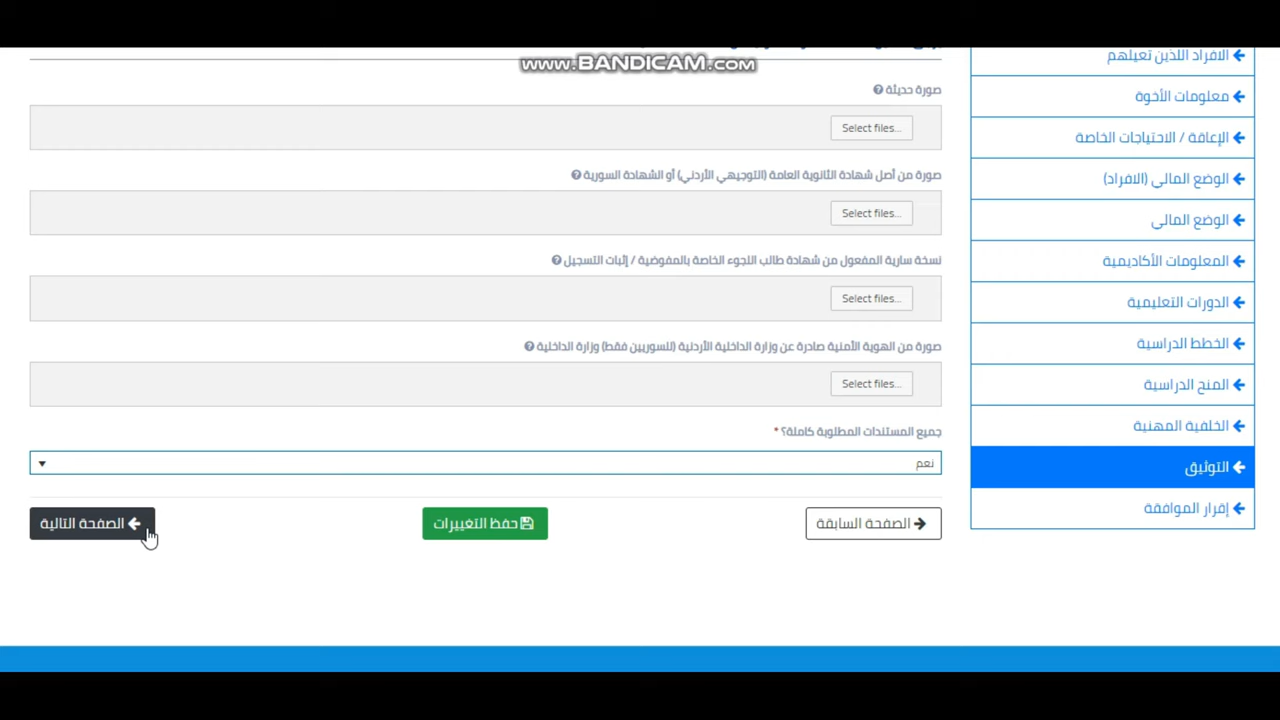 www.BANDICAM.com
صورة حديثة
Select files...
صورة من أصل شهادة الثانوية العامة (التوجيهي الأردني) أو الشهادة السورية
Select files...
نسخة سارية المفعول من شهادة طالب اللجوء الخاصة بالمفوضية / إثبات التسجيل
Select files...
صورة من الهوية الأمنية صادرة عن وزارة الداخلية الأردنية (للسوريين فقط) وزارة الداخلية
Select files...
جميع المستندات المطلوبة كاملة؟ *
نعم
الصفحة السابقة
حفظ التغييرات
الصفحة التالية
الافراد اللذين تعيلهم
معلومات الأخوة
الإعاقة / الاحتياجات الخاصة
الوضع المالي (الافراد)
الوضع المالي
المعلومات الأكاديمية
الدورات التعليمية
الخطط الدراسية
المنح الدراسية
الخلفية المهنية
التوثيق
إقرار الموافقة